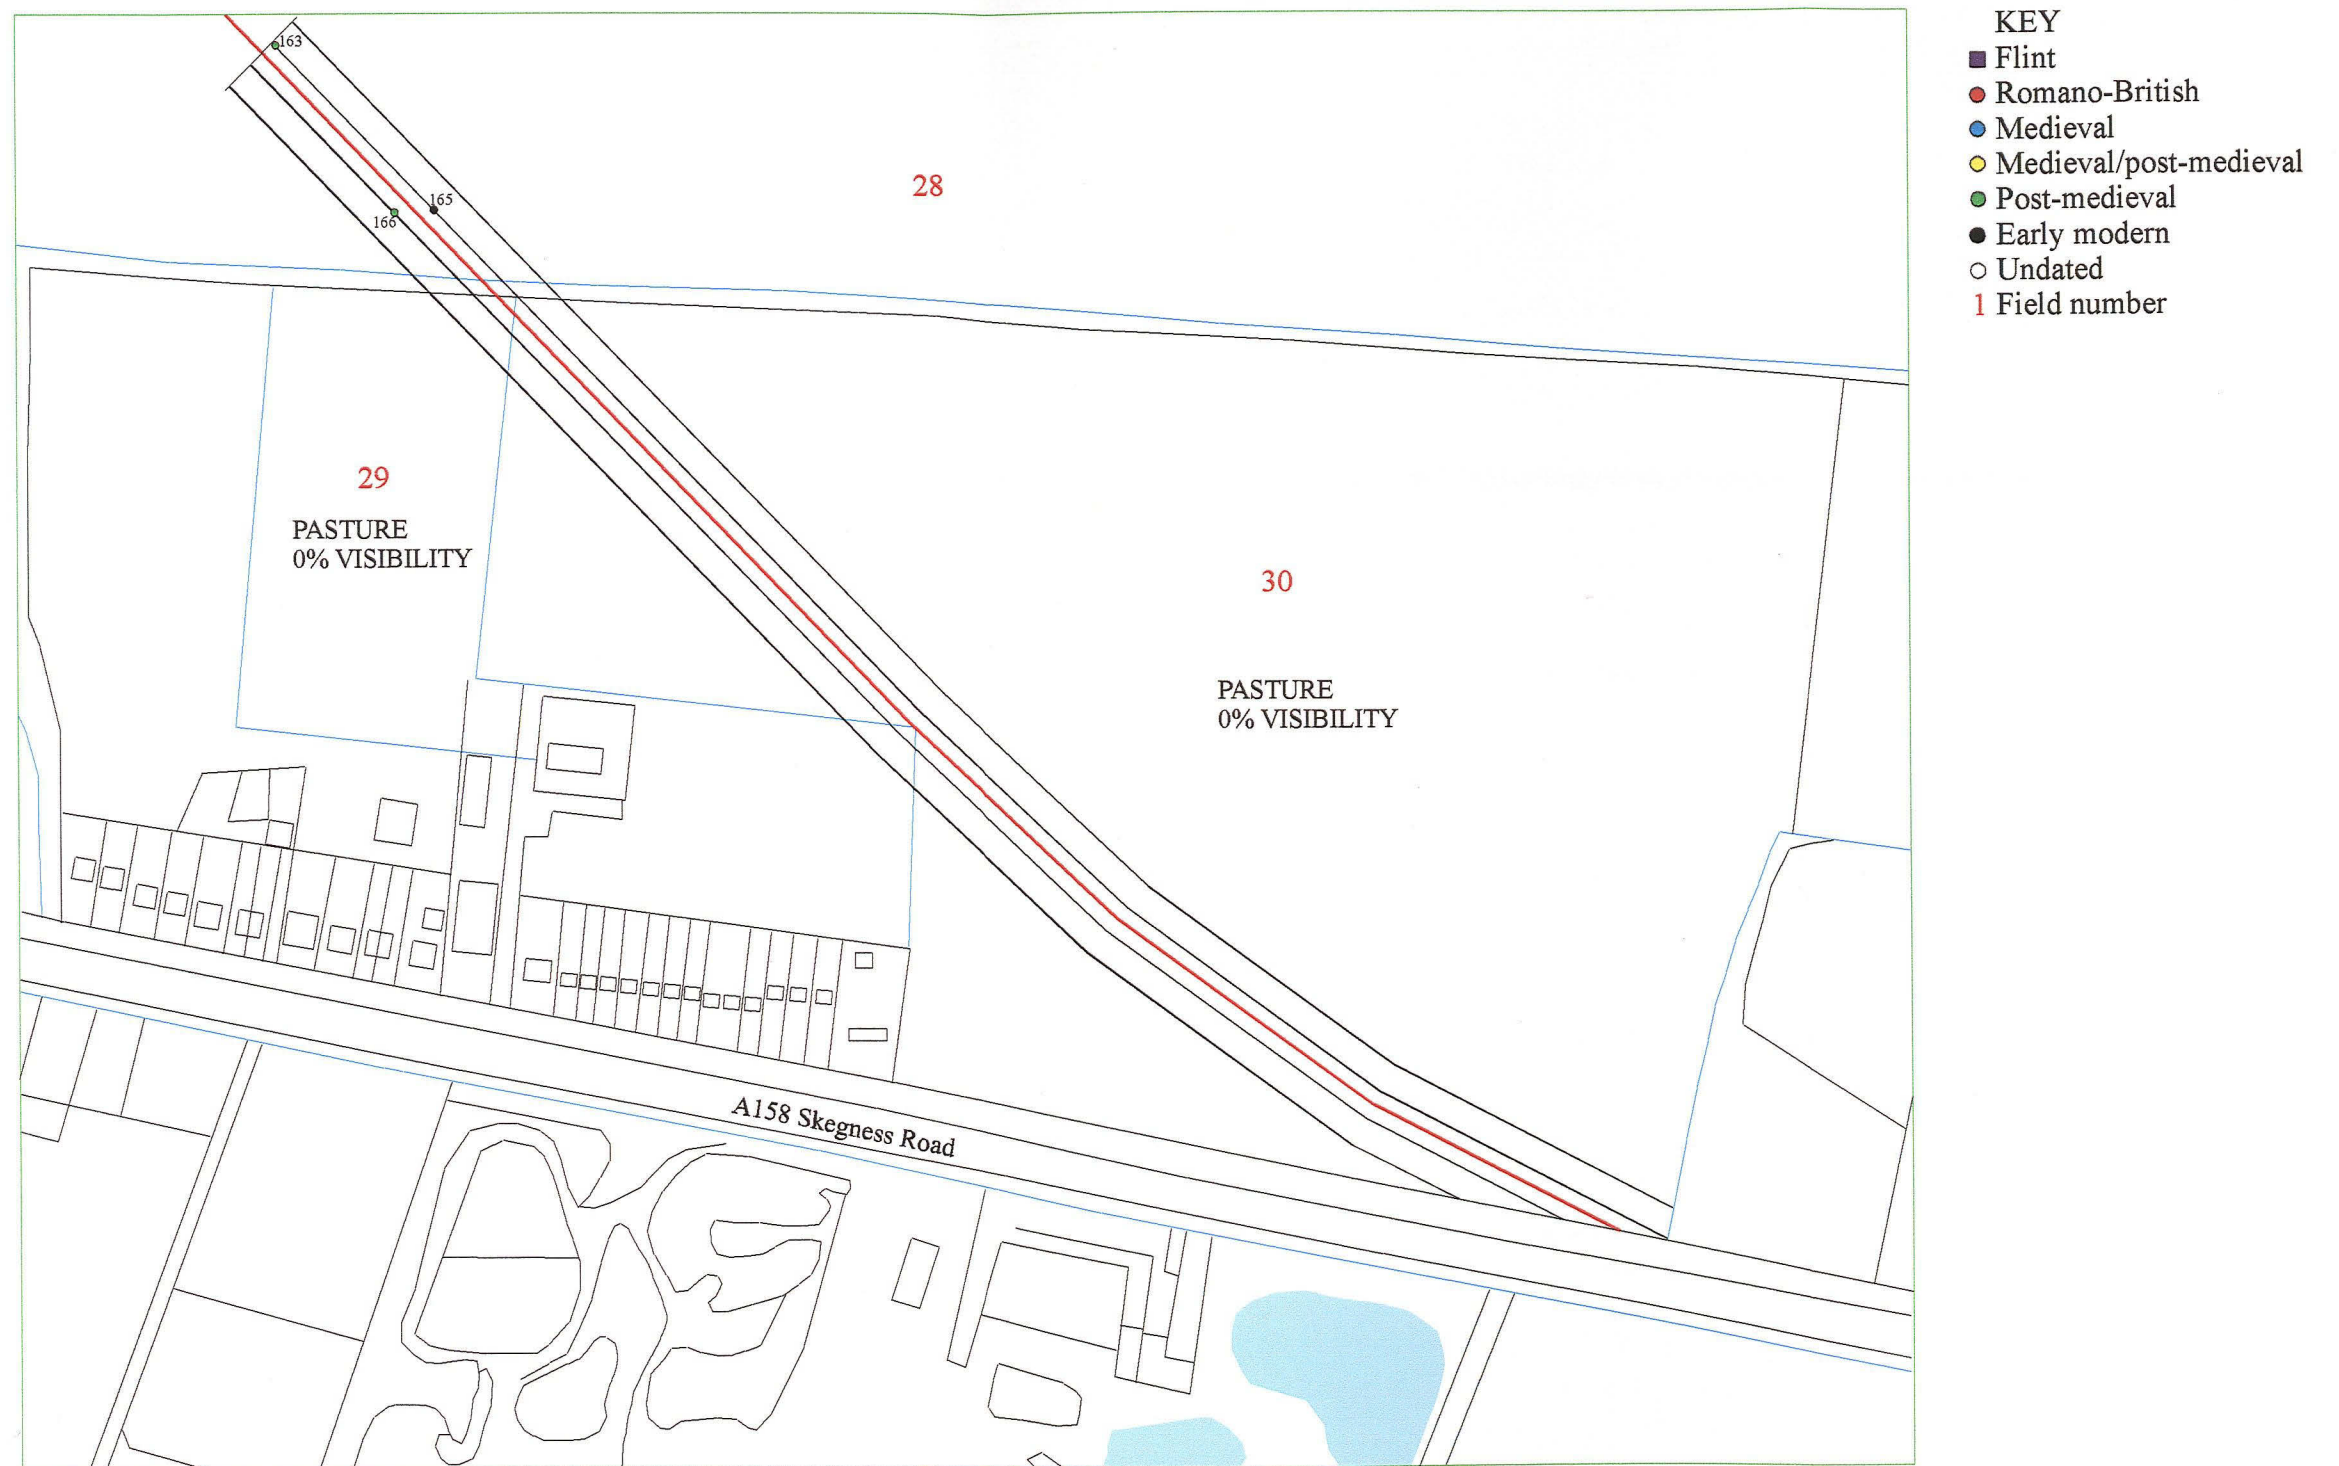 KEY
Flint
Romano-British
Medieval
Medieval/post-medieval
Post-medieval
Early modern
Undated
1 Field number
163
165
166
28
29
PASTURE
0% VISIBILITY
30
PASTURE
0% VISIBILITY
A158 Skegness Road